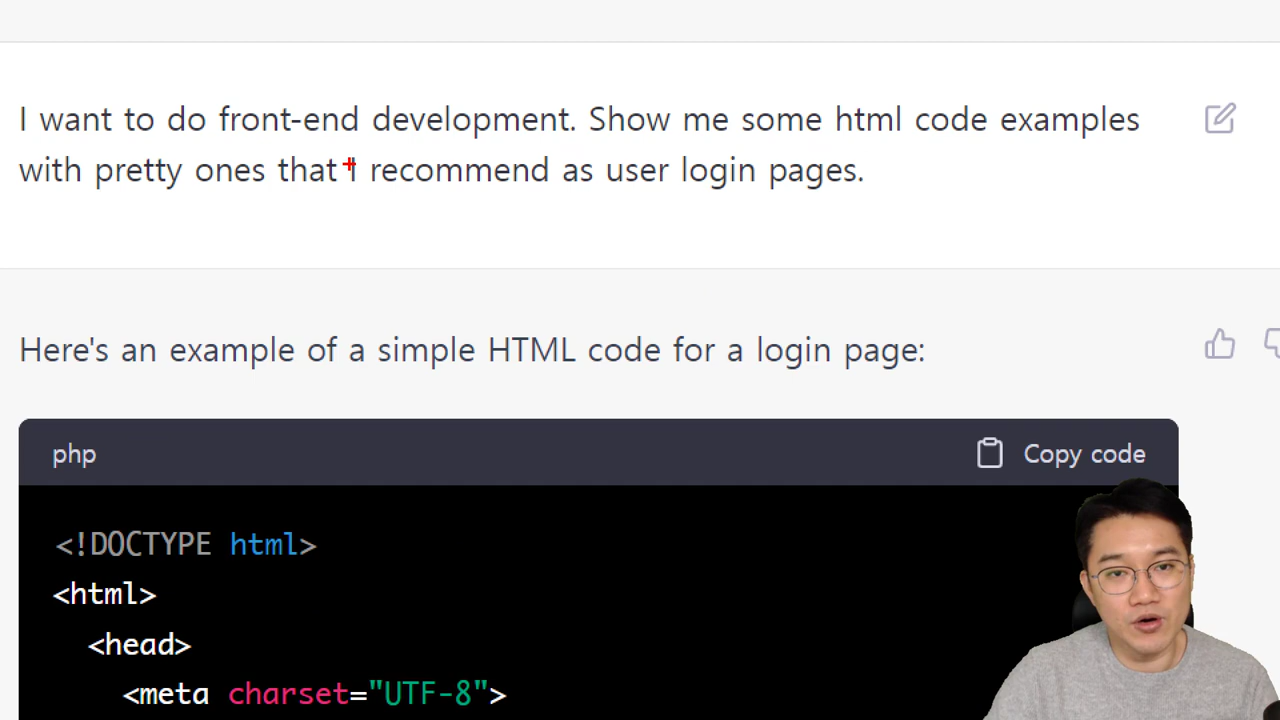 I want to do front-end development. Show me some html code examples
with pretty ones that I recommend as user login pages.
Here's an example of a simple HTML code for a login page:
php
Copy code
<!DOCTYPE html>
<html>
<head>
<meta charset="UTF-8">